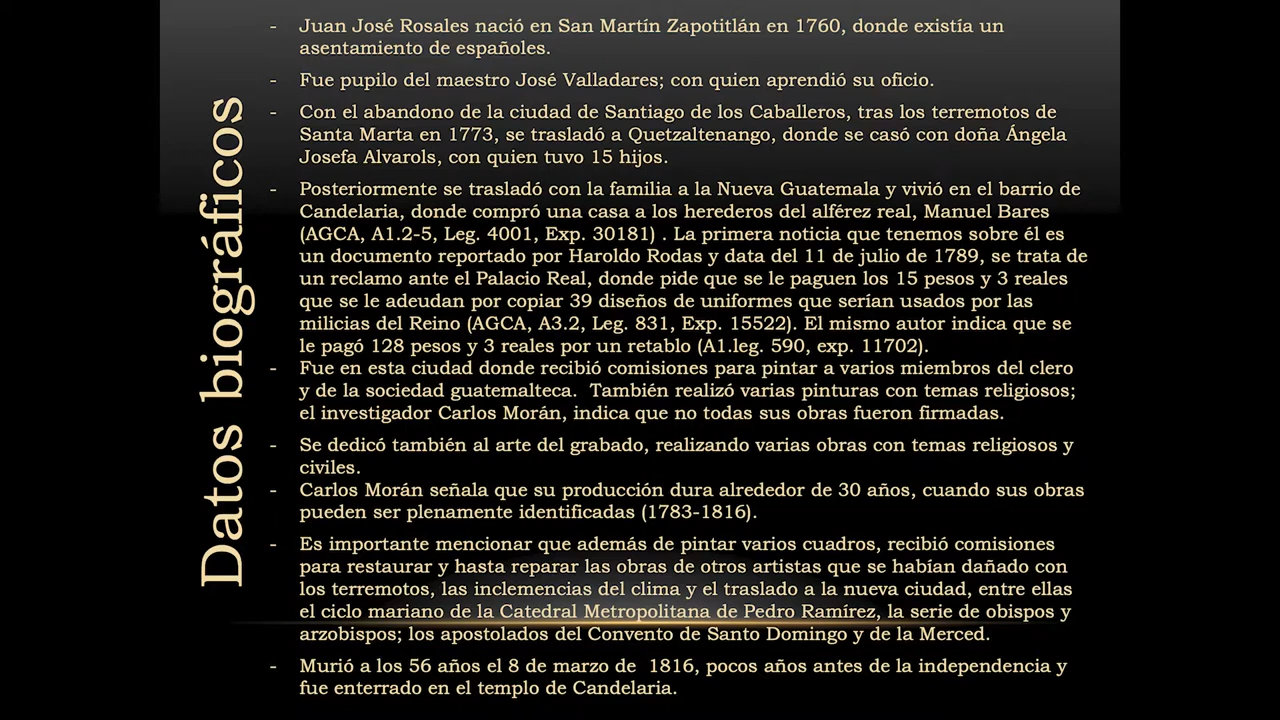 Datos biográficos
- Juan José Rosales nació en San Martín Zapotitlán en 1760, donde existía un
asentamiento de españoles.
- Fue pupilo del maestro José Valladares; con quien aprendió su oficio.
- Con el abandono de la ciudad de Santiago de los Caballeros, tras los terremotos de
Santa Marta en 1773, se trasladó a Quetzaltenango, donde se casó con doña Ángela
Josefa Alvarols, con quien tuvo 15 hijos.
- Posteriormente se trasladó con la familia a la Nueva Guatemala y vivió en el barrio de
Candelaria, donde compró una casa a los herederos del alférez real, Manuel Bares
(AGCA, A1.2-5, Leg. 4001, Exp. 30181) . La primera noticia que tenemos sobre él es
un documento reportado por Haroldo Rodas y data del 11 de julio de 1789, se trata de
un reclamo ante el Palacio Real, donde pide que se le paguen los 15 pesos y 3 reales
que se le adeudan por copiar 39 diseños de uniformes que serían usados por las
milicias del Reino (AGCA, A3.2, Leg. 831, Exp. 15522). El mismo autor indica que se
le pagó 128 pesos y 3 reales por un retablo (A1.leg. 590, exp. 11702).
- Fue en esta ciudad donde recibió comisiones para pintar a varios miembros del clero
y de la sociedad guatemalteca.  También realizó varias pinturas con temas religiosos;
el investigador Carlos Morán, indica que no todas sus obras fueron firmadas.
- Se dedicó también al arte del grabado, realizando varias obras con temas religiosos y
civiles.
- Carlos Morán señala que su producción dura alrededor de 30 años, cuando sus obras
pueden ser plenamente identificadas (1783-1816).
- Es importante mencionar que además de pintar varios cuadros, recibió comisiones
para restaurar y hasta reparar las obras de otros artistas que se habían dañado con
los terremotos, las inclemencias del clima y el traslado a la nueva ciudad, entre ellas
el ciclo mariano de la Catedral Metropolitana de Pedro Ramírez, la serie de obispos y
arzobispos; los apostolados del Convento de Santo Domingo y de la Merced.
- Murió a los 56 años el 8 de marzo de  1816, pocos años antes de la independencia y
fue enterrado en el templo de Candelaria.